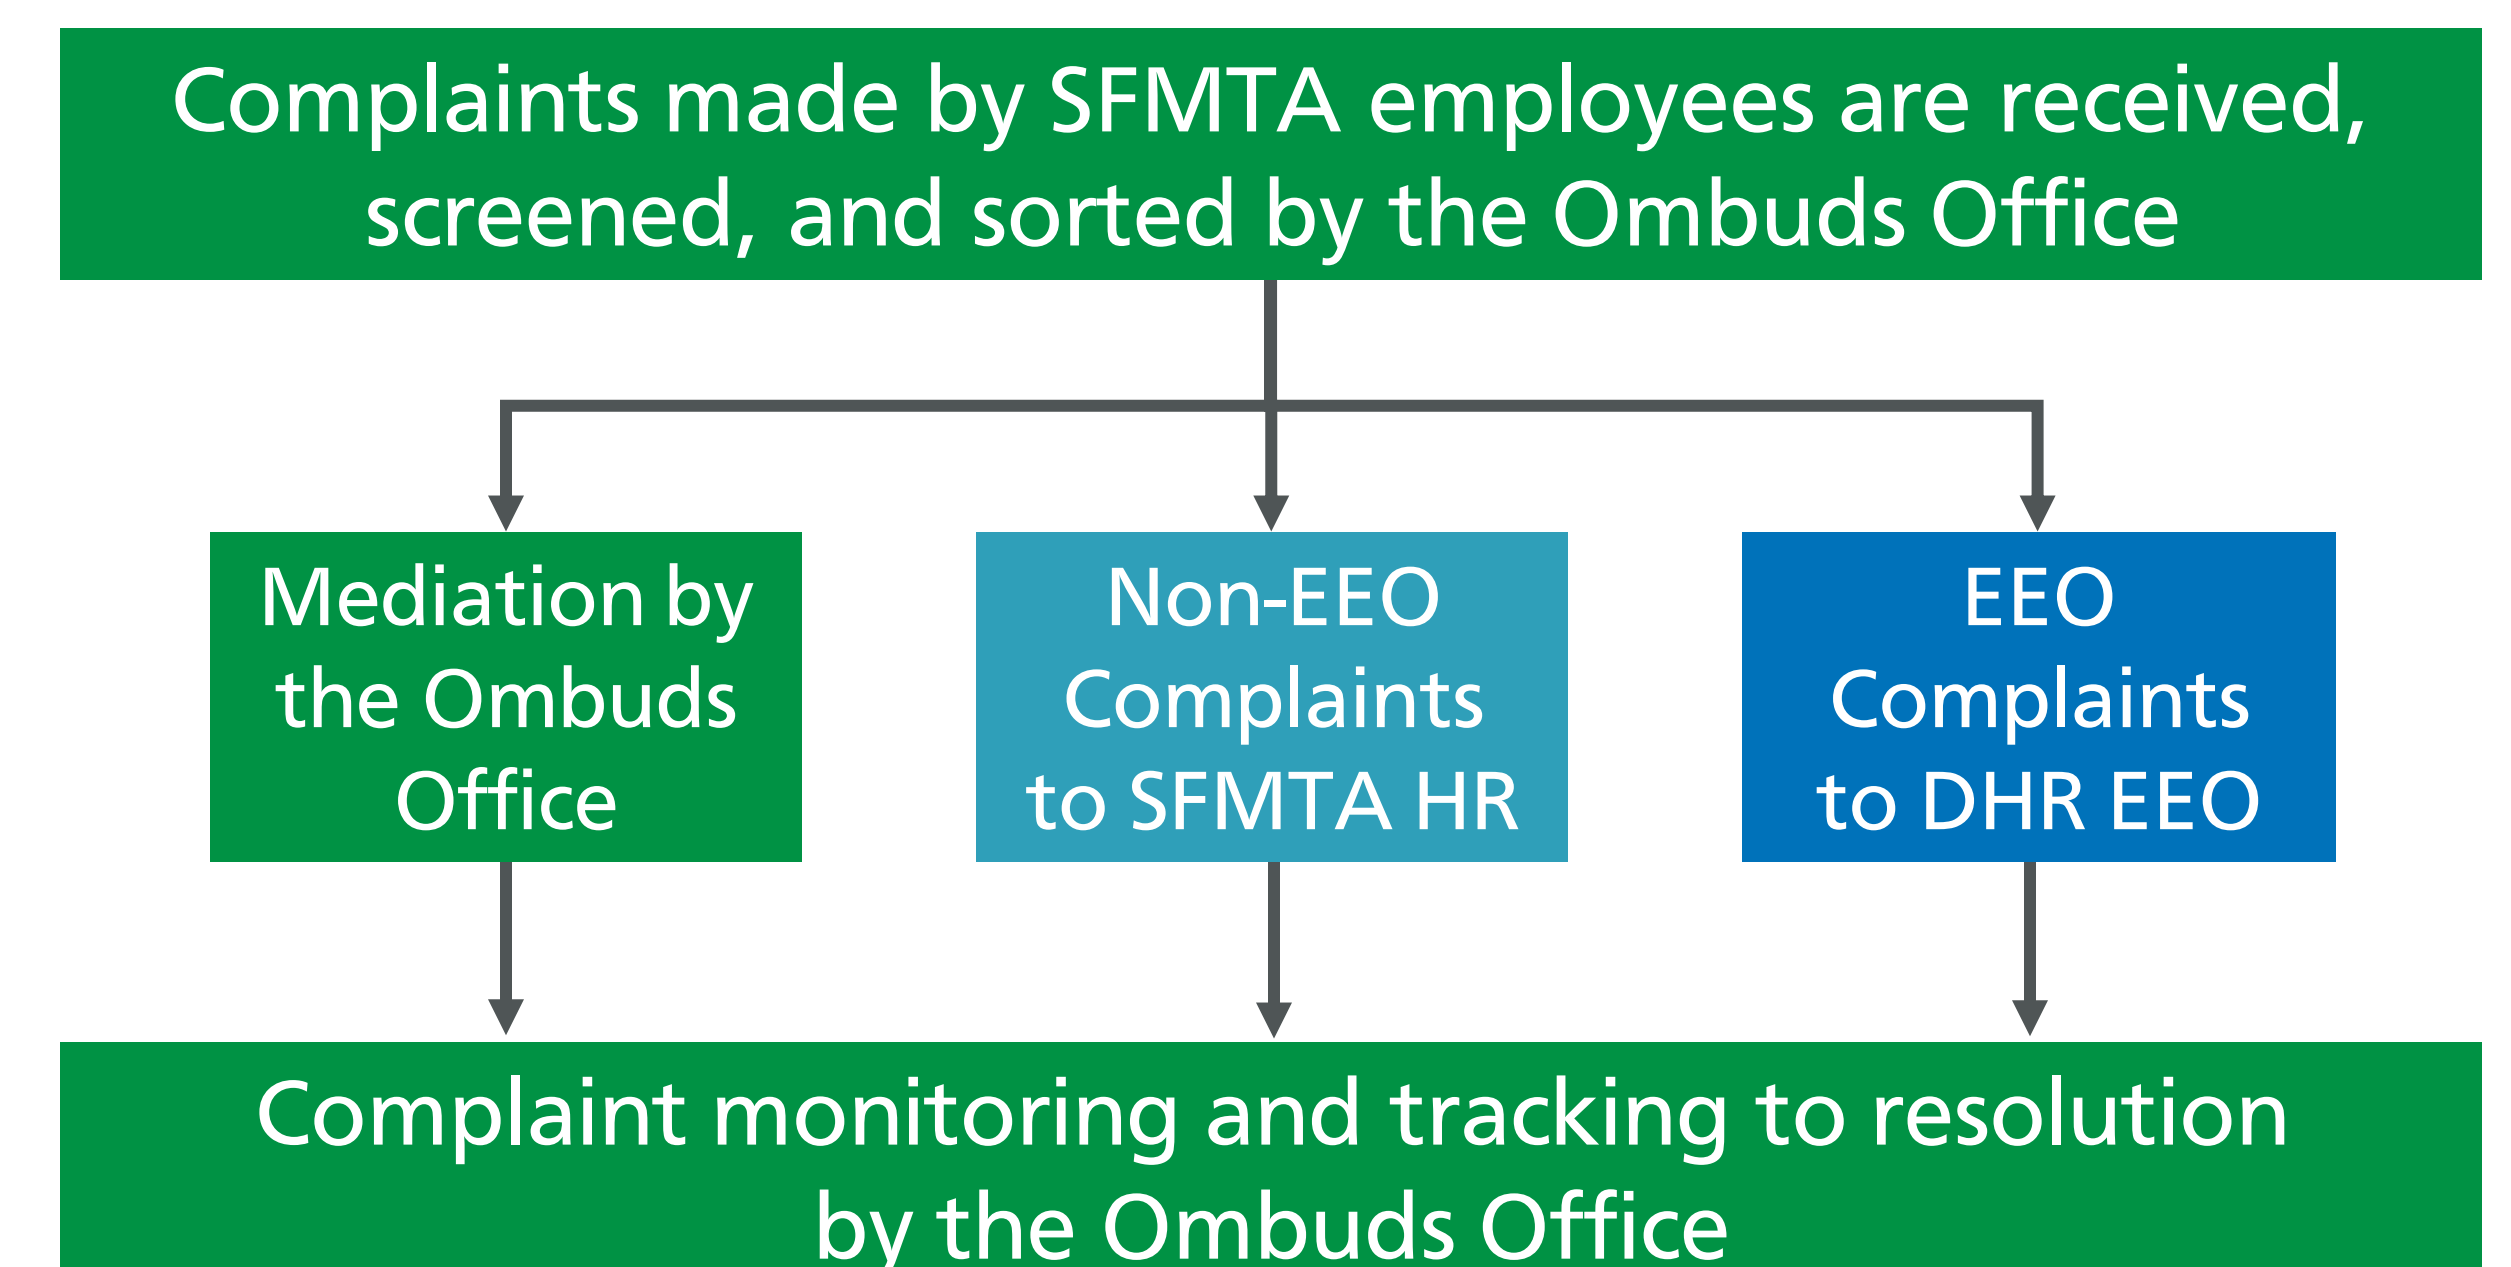 Complaints made by SFMTA employees are received,
screened, and sorted by the Ombuds Office
Mediation by
the Ombuds
Office
Non-EEO
Complaints
to SFMTA HR
EEO
Complaints
to DHR EEO
Complaint monitoring and tracking to resolution
by the Ombuds Office